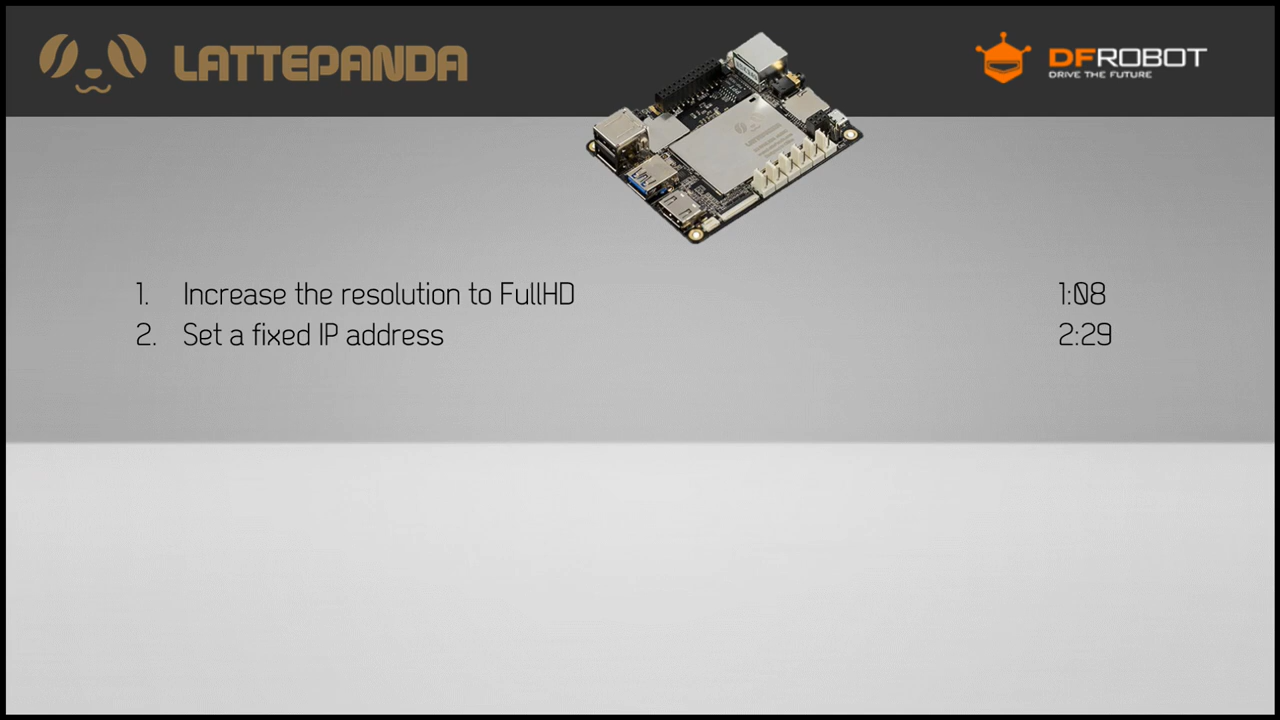 LATTEPANDA
DFROBOT
DRIVE THE FUTURE
1. Increase the resolution to FullHD 1:08
2. Set a fixed IP address 2:29